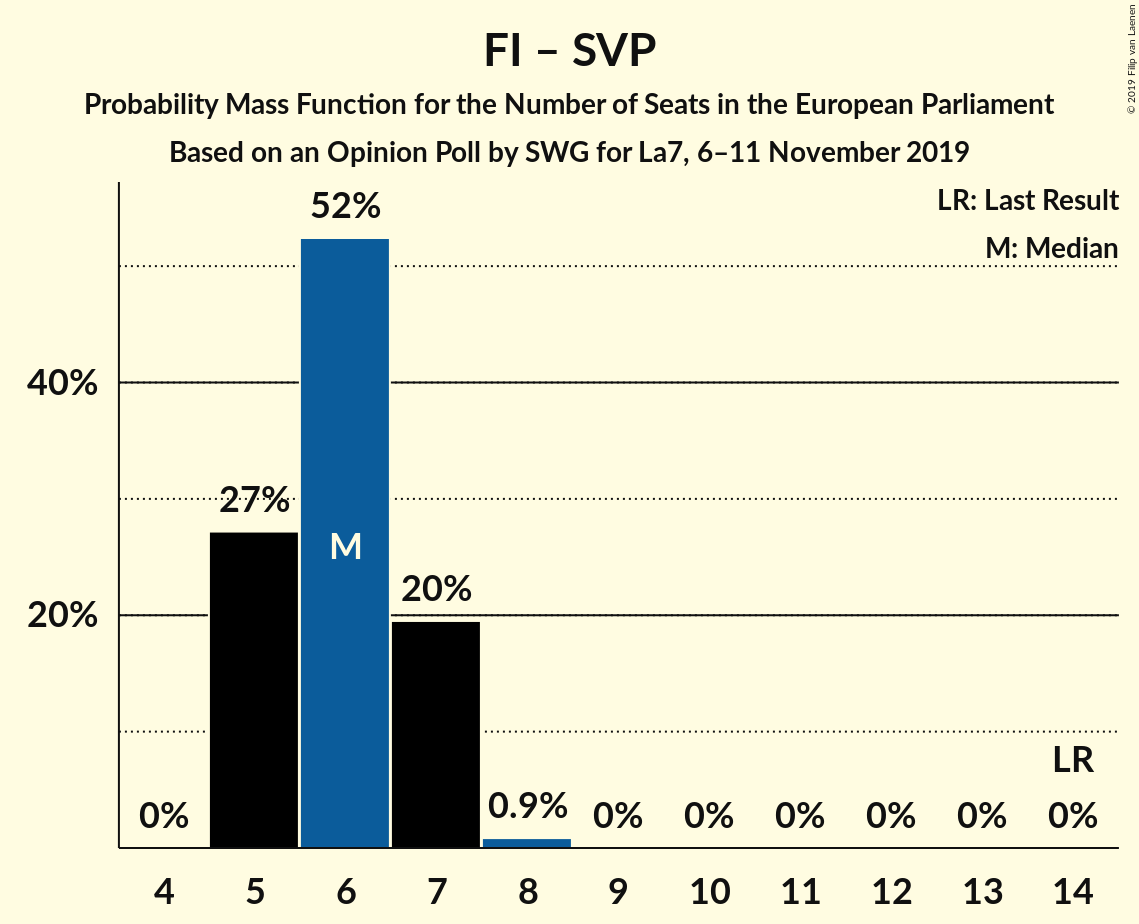 FI – SVP
Probability Mass Function for the Number of Seats in the European Parliament
Based on an Opinion Poll by SWG for La7, 6–11 November 2019
© 2019 Filip van Laenen
LR: Last Result
M: Median
52%
40%
27%
M
20%
20%
LR
0%
0.9%
0%
0%
0%
0%
0%
0%
4 5 6 7 8 9 10 11 12 13 14